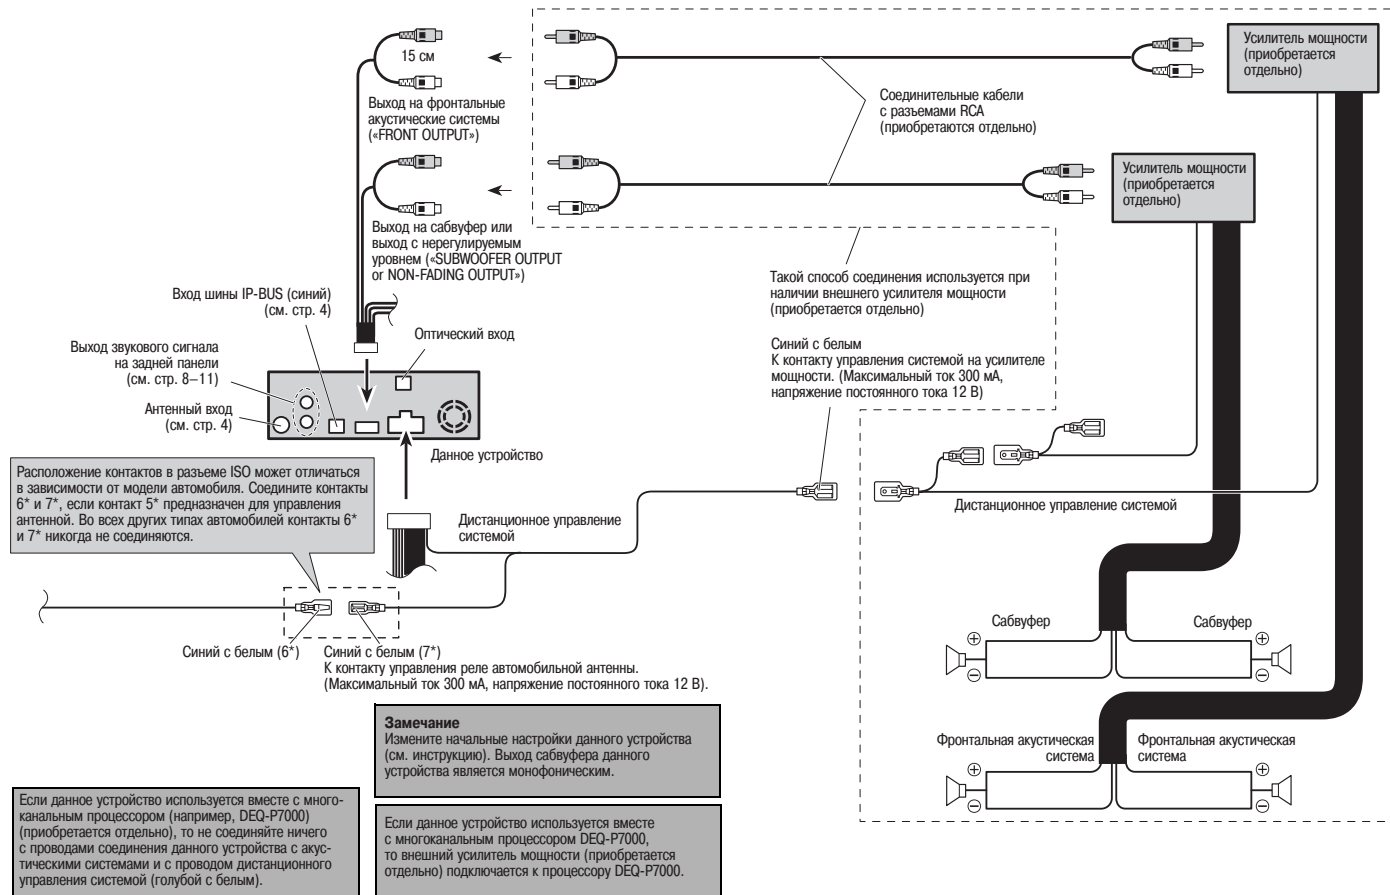 15 см
Выход на фронтальные
акустические системы
(«FRONT OUTPUT»)
Соединительные кабели
с разъемами RCA
(приобретаются отдельно)
Усилитель мощности
(приобретается
отдельно)
Усилитель мощности
(приобретается
отдельно)
Выход на сабвуфер или
выход с нерегулируемым
уровнем («SUBWOOFER OUTPUT
or NON-FADING OUTPUT»)
Такой способ соединения используется при
наличии внешнего усилителя мощности
(приобретается отдельно)
Вход шины IP-BUS (синий)
(см. стр. 4)
Оптический вход
Выход звукового сигнала
на задней панели
(см. стр. 8–11)
Антенный вход
(см. стр. 4)
Синий с белым
К контакту управления системой на усилителе
мощности. (Максимальный ток 300 мА,
напряжение постоянного тока 12 В)
Данное устройство
Расположение контактов в разъеме ISO может отличаться
в зависимости от модели автомобиля. Соедините контакты
6* и 7*, если контакт 5* предназначен для управления
антенной. Во всех других типах автомобилей контакты 6*
и 7* никогда не соединяются.
Дистанционное управление
системой
Дистанционное управление системой
Синий с белым (6*)
Синий с белым (7*)
К контакту управления реле автомобильной антенны.
(Максимальный ток 300 мА, напряжение постоянного тока 12 В).
Сабвуфер
Сабвуфер
⊕
⊖
⊕
⊖
Фронтальная акустическая
система
Фронтальная акустическая
система
⊕
⊖
⊕
⊖
Замечание
Измените начальные настройки данного устройства
(см. инструкцию). Выход сабвуфера данного
устройства является монофоническим.
Если данное устройство используется вместе с много-
канальным процессором (например, DEQ-P7000)
(приобретается отдельно), то не соединяйте ничего
с проводами соединения данного устройства с акус-
тическими системами и с проводом дистанционного
управления системой (голубой с белым).
Если данное устройство используется вместе
с многоканальным процессором DEQ-P7000,
то внешний усилитель мощности (приобретается
отдельно) подключается к процессору DEQ-P7000.